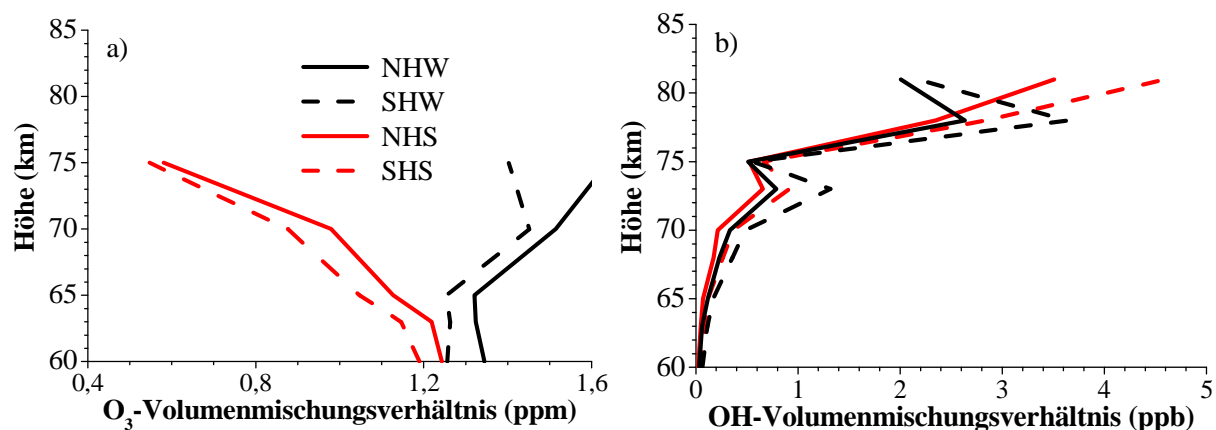 a)
NHW
SHW
NHS
SHS
Höhe (km)
85
80
75
70
65
60
0,4
0,8
1,2
1,6
O₃-Volumenmischungsverhältnis (ppm)
b)
Höhe (km)
85
80
75
70
65
60
0
1
2
3
4
5
OH-Volumenmischungsverhältnis (ppb)